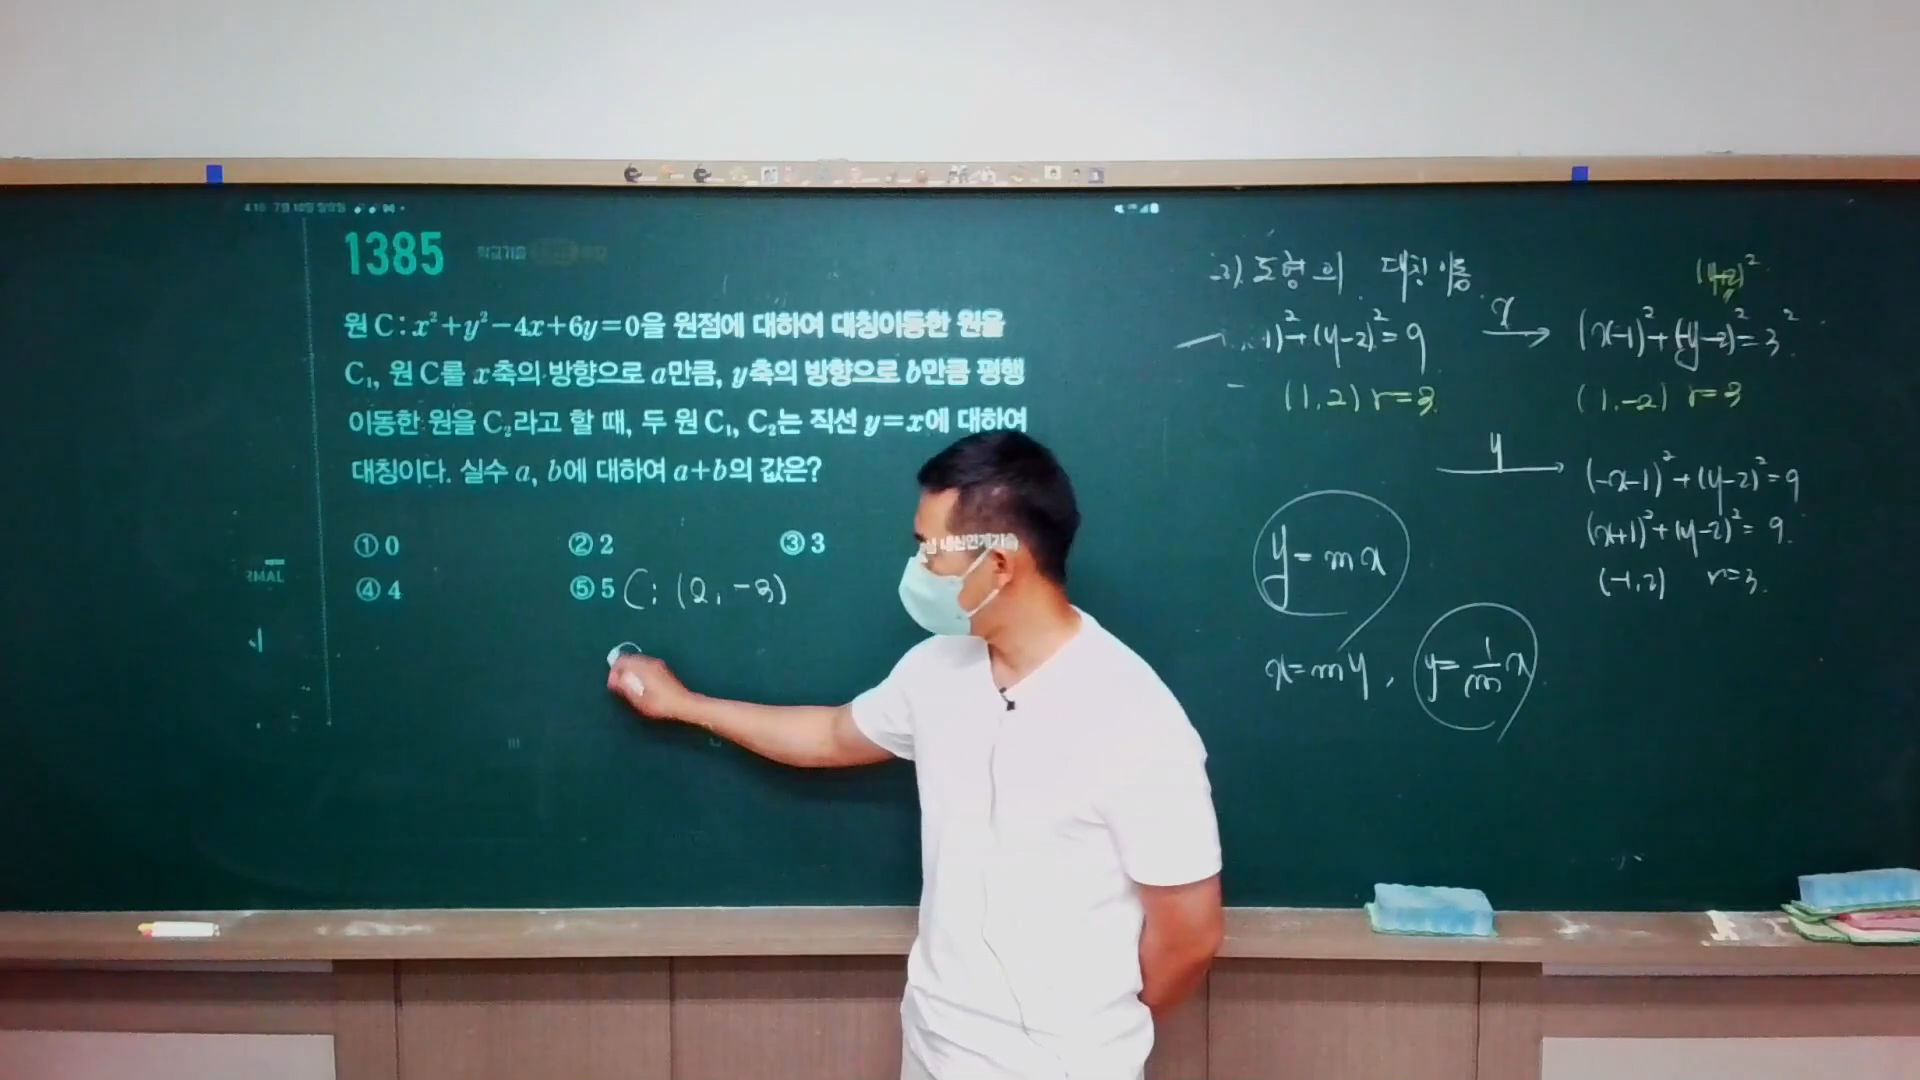 1385
원 C : x²+y²-4x+6y=0을 원점에 대하여 대칭이동한 원을
C₁, 원 C를 x축의 방향으로 a만큼, y축의 방향으로 b만큼 평행
이동한 원을 C₂라고 할 때, 두 원 C₁, C₂는 직선 y=x에 대하여
대칭이다. 실수 a, b에 대하여 a+b의 값은?
① 0 ② 2 ③ 3
④ 4 ⑤ 5
C: (2, -3)
도형의 대칭이동
1)²+(y-2)²=9
(1, 2) r=3
x
(x-1)²+(-y-2)²=3²
(y+2)²
(1, -2) r=3
y
(-x-1)²+(y-2)²=9
(x+1)²+(y-2)²=9
(-1, 2) r=3
y=mx
x=my, y=1/m x